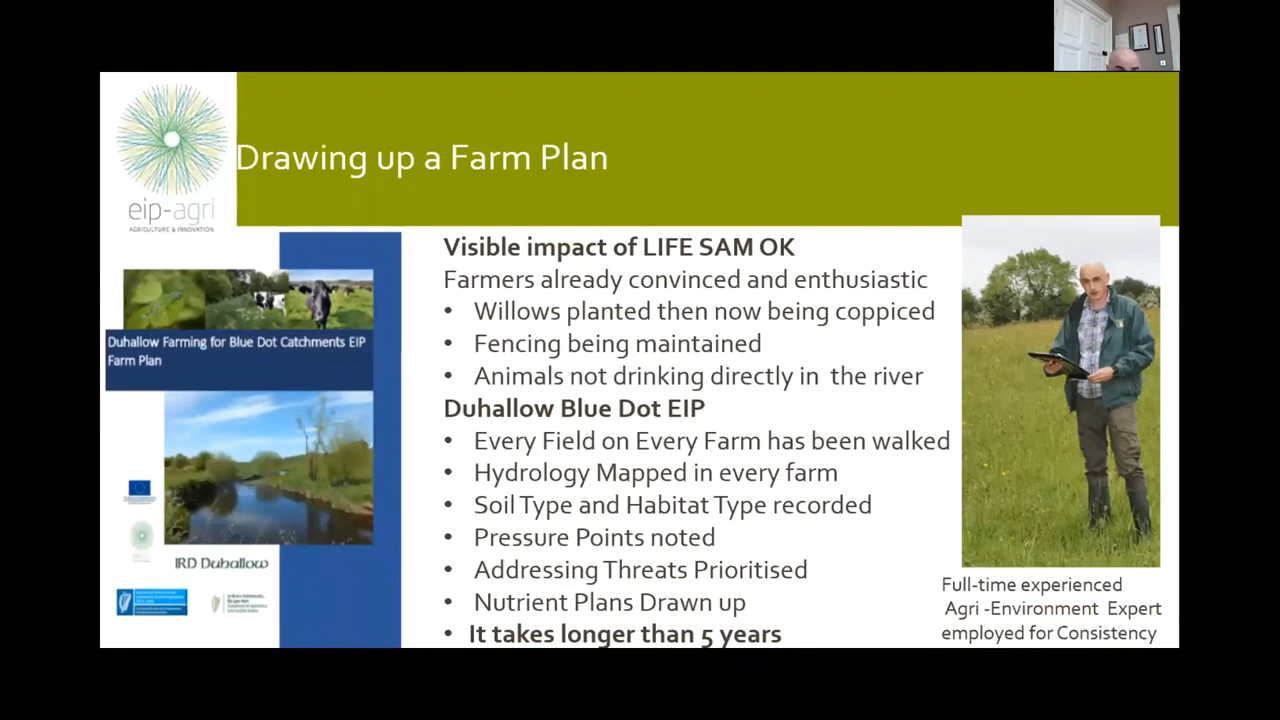 Drawing up a Farm Plan
eip-agri
AGRICULTURE & INNOVATION
Duhallow Farming for Blue Dot Catchments EIP
Farm Plan
IRD Duhallow
Visible impact of LIFE SAM OK
Farmers already convinced and enthusiastic
• Willows planted then now being coppiced
• Fencing being maintained
• Animals not drinking directly in the river
Duhallow Blue Dot EIP
• Every Field on Every Farm has been walked
• Hydrology Mapped in every farm
• Soil Type and Habitat Type recorded
• Pressure Points noted
• Addressing Threats Prioritised
• Nutrient Plans Drawn up
• It takes longer than 5 years
Full-time experienced
Agri -Environment Expert
employed for Consistency